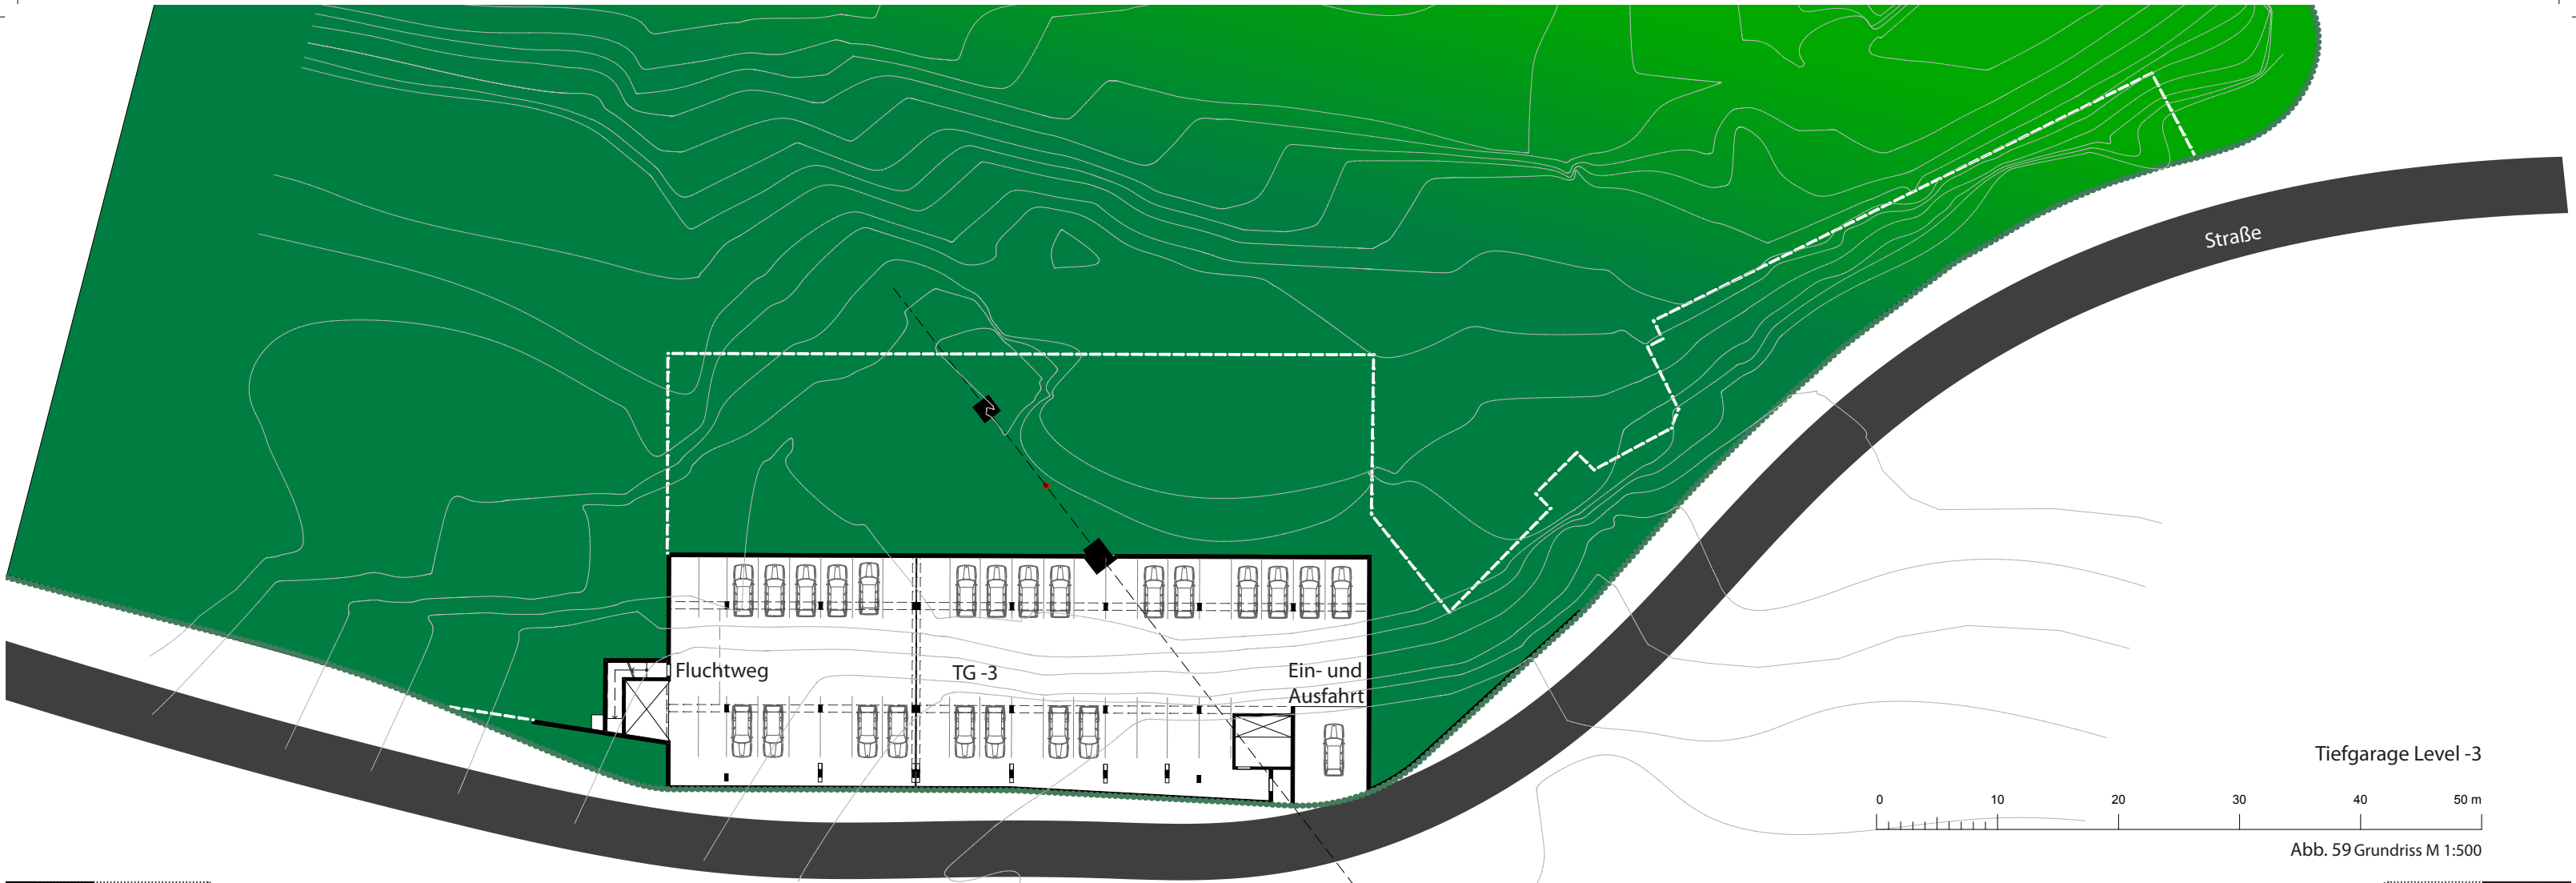 Straße
Fluchtweg
TG -3
Ein- und
Ausfahrt
Tiefgarage Level -3
0 10 20 30 40 50 m
Abb. 59 Grundriss M 1:500